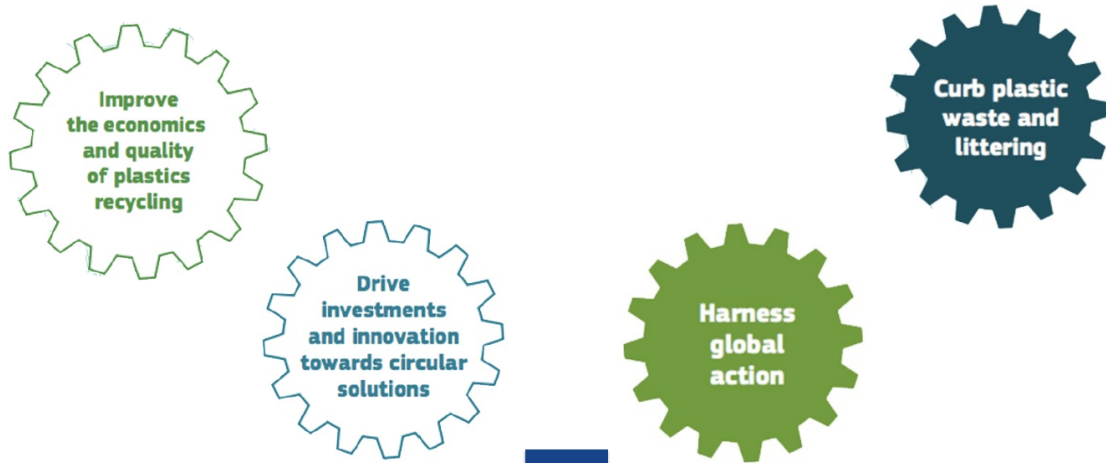 Improve
the economics
and quality
of plastics
recycling
Drive
investments
and innovation
towards circular
solutions
Harness
global
action
Curb plastic
waste and
littering